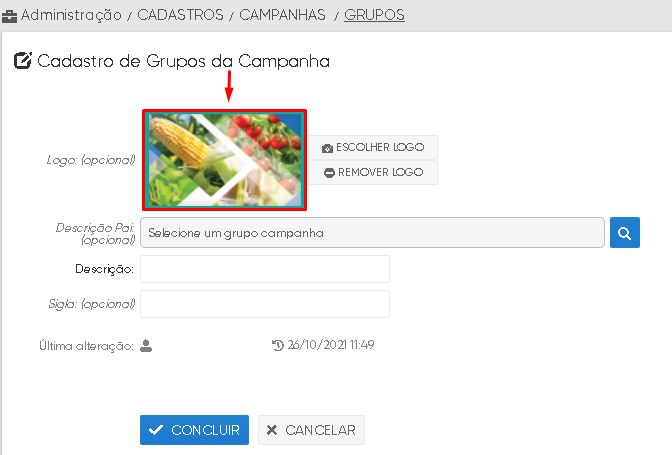 Administração / CADASTROS / CAMPANHAS / GRUPOS
Cadastro de Grupos da Campanha
Logo: (opcional)
ESCOLHER LOGO
REMOVER LOGO
Descrição Pai:
(opcional)
Selecione um grupo campanha
Descrição:
Sigla: (opcional)
Última alteração:
26/10/2021 11:49
CONCLUIR
CANCELAR